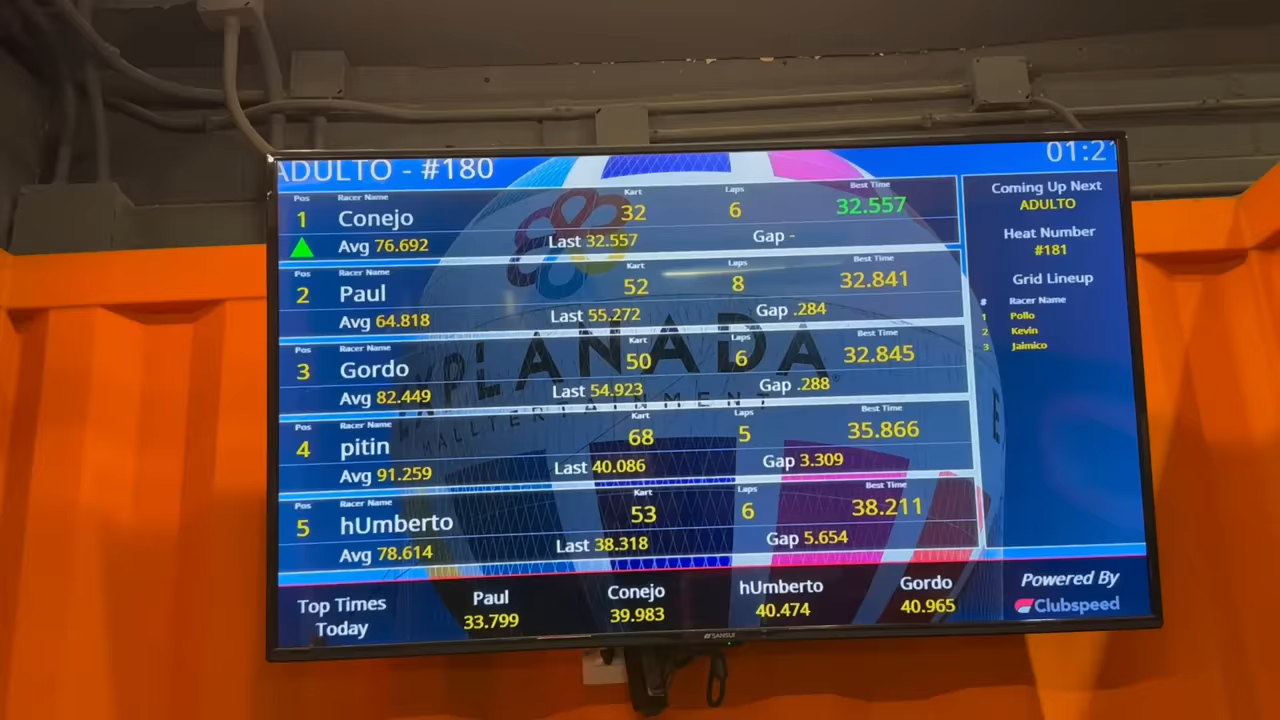 ADULTO - #180
01:2
Pos Racer Name Kart Laps Best Time
1 Conejo 32 6 32.557
Avg 76.692 Last 32.557 Gap -
Pos Racer Name Kart Laps Best Time
2 Paul 52 8 32.841
Avg 64.818 Last 55.272 Gap .284
Pos Racer Name Kart Laps Best Time
3 Gordo 50 6 32.845
Avg 82.449 Last 54.923 Gap .288
Pos Racer Name Kart Laps Best Time
4 pitin 68 5 35.866
Avg 91.259 Last 40.086 Gap 3.309
Pos Racer Name Kart Laps Best Time
5 hUmberto 53 6 38.211
Avg 78.614 Last 38.318 Gap 5.654
XPLANADA
MALLTERTAINMENT
E
Coming Up Next
ADULTO
Heat Number
#181
Grid Lineup
# Racer Name
1 Pollo
2 Kevin
3 Jaimico
Top Times Today
Paul 33.799
Conejo 39.983
hUmberto 40.474
Gordo 40.965
Powered By
Clubspeed
SANSUI